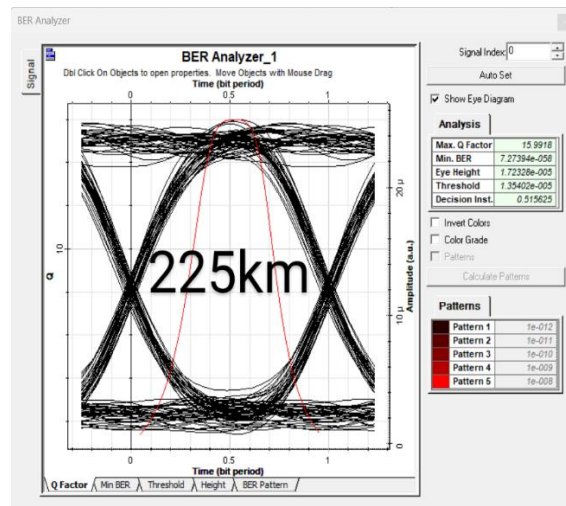 BER Analyzer
Signal
BER Analyzer_1
Dbl Click On Objects to open properties. Move Objects with Mouse Drag
Time (bit period)
0 0.5 1
Q
10
225km
Amplitude (a.u.)
20 µ
10 µ
0
0 0.5 1
Time (bit period)
Q Factor Min BER Threshold Height BER Pattern
Signal Index: 0
Auto Set
Show Eye Diagram
Analysis
Max. Q Factor 15.9918
Min. BER 7.27394e-058
Eye Height 1.72328e-005
Threshold 1.35402e-005
Decision Inst. 0.515625
Invert Colors
Color Grade
Patterns
Calculate Patterns
Patterns
Pattern 1 1e-012
Pattern 2 1e-011
Pattern 3 1e-010
Pattern 4 1e-009
Pattern 5 1e-008